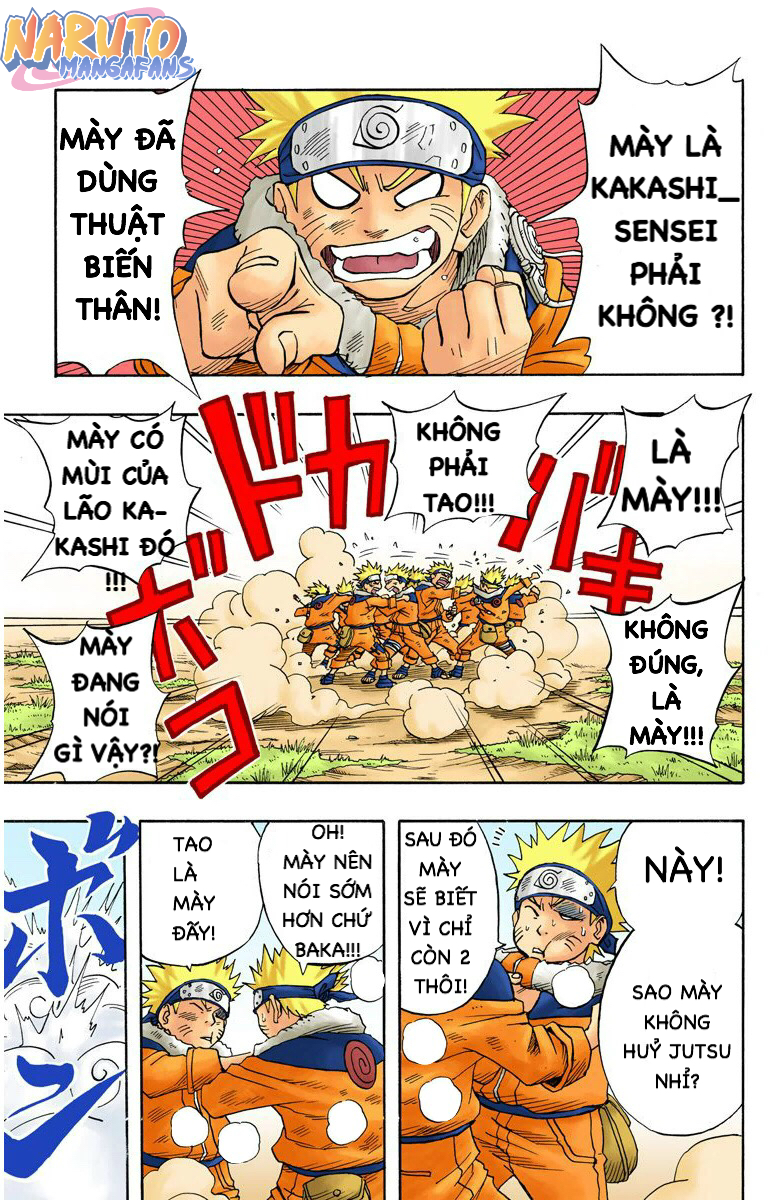 NARUTO
MANGAFANS
MÀY LÀ
KAKASHI_
SENSEI
PHẢI
KHÔNG ?!
MÀY ĐÃ
DÙNG
THUẬT
BIẾN
THÂN!
LÀ
MÀY!!!
KHÔNG
PHẢI
TAO!!!
MÀY CÓ
MÙI CỦA
LÃO KA-
KASHI ĐÓ
!!!
ドカ
バキ
ボコ
KHÔNG
ĐÚNG,
LÀ
MÀY!!!
MÀY
ĐANG
NÓI
GÌ VẬY?!
NÀY!
SAO MÀY
KHÔNG
HUỶ JUTSU
NHỈ?
SAU ĐÓ
MÀY
SẼ BIẾT
VÌ CHỈ
CÒN 2
THÔI!
OH!
MÀY NÊN
NÓI SỚM
HƠN CHỨ
BAKA!!!
TAO
LÀ
MÀY
ĐẤY!
ボン